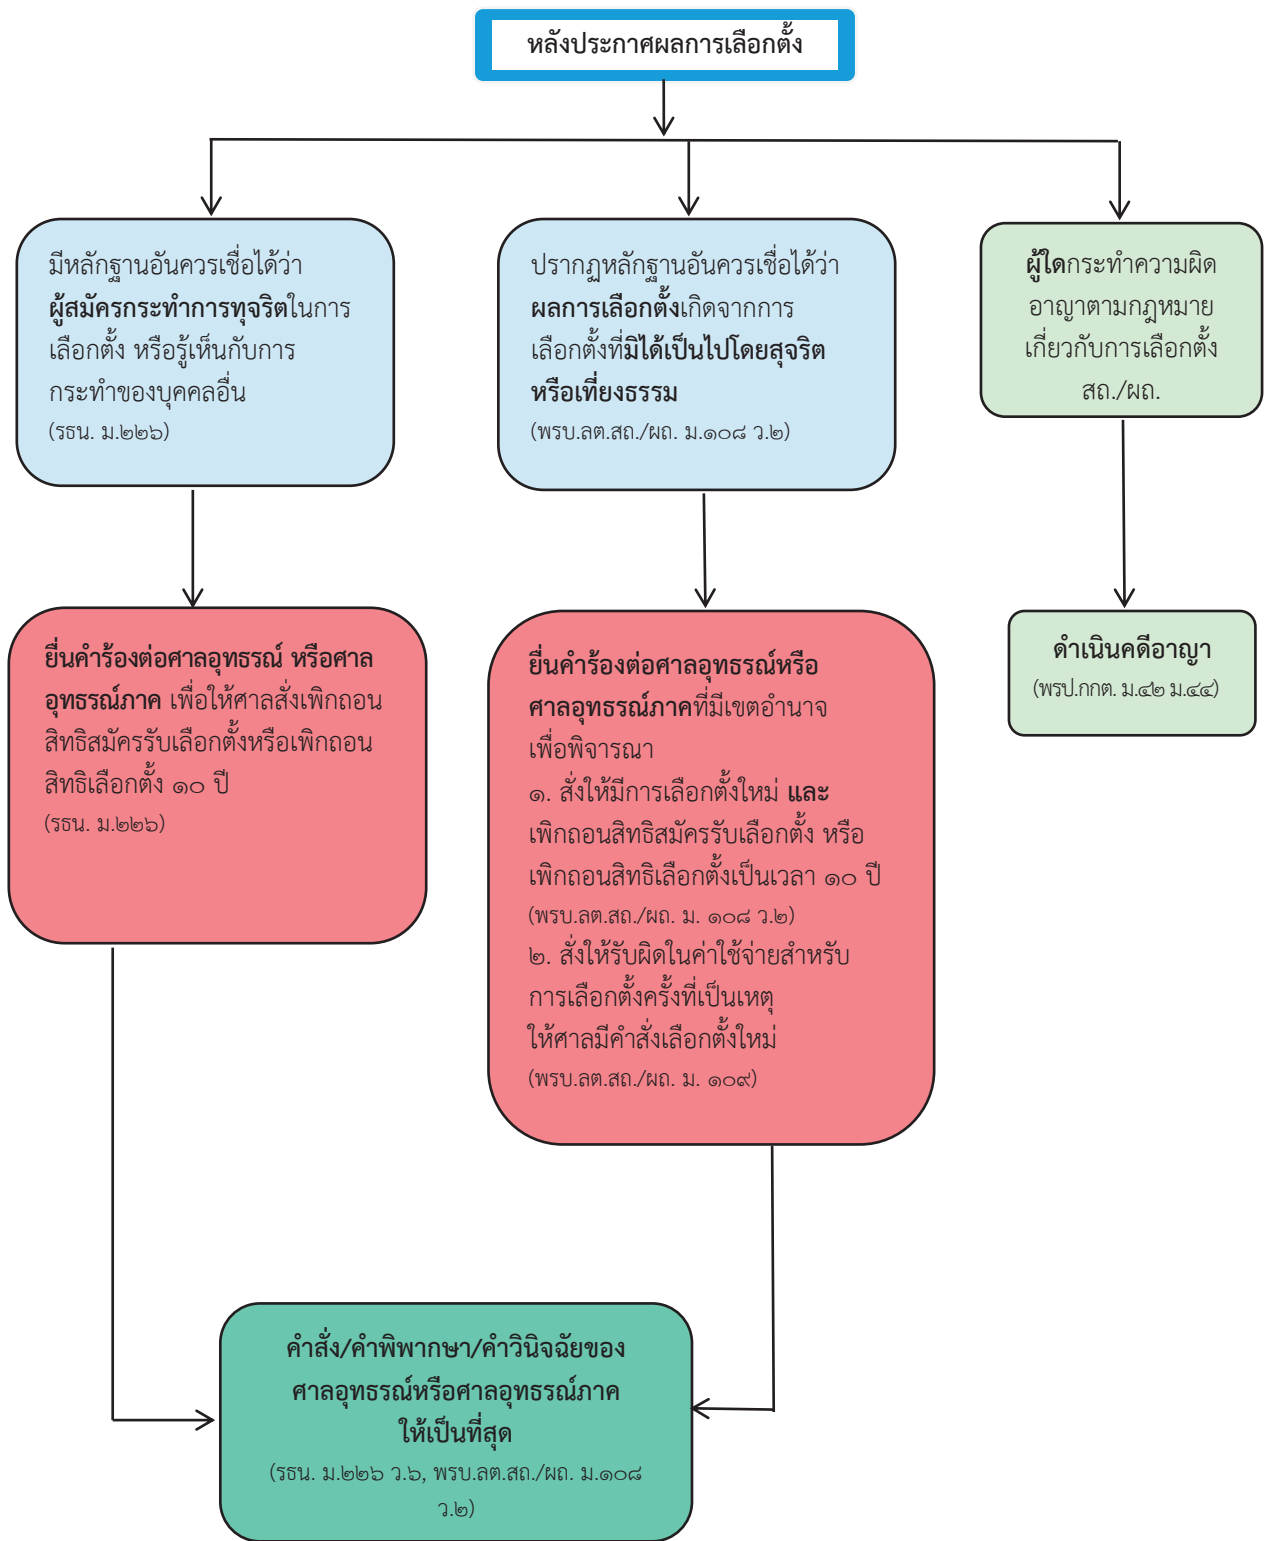 หลังประกาศผลการเลือกตั้ง
มีหลักฐานอันควรเชื่อได้ว่า
ผู้สมัครกระทำการทุจริตในการ
เลือกตั้ง หรือรู้เห็นกับการ
กระทำของบุคคลอื่น
(รธน. ม.๒๒๖)
ปรากฏหลักฐานอันควรเชื่อได้ว่า
ผลการเลือกตั้งเกิดจากการ
เลือกตั้งที่มิได้เป็นไปโดยสุจริต
หรือเที่ยงธรรม
(พรบ.ลต.สถ./ผถ. ม.๑๐๘ ว.๒)
ผู้ใดกระทำความผิด
อาญาตามกฎหมาย
เกี่ยวกับการเลือกตั้ง
สถ./ผถ.
ยื่นคำร้องต่อศาลอุทธรณ์ หรือศาล
อุทธรณ์ภาค เพื่อให้ศาลสั่งเพิกถอน
สิทธิสมัครรับเลือกตั้งหรือเพิกถอน
สิทธิเลือกตั้ง ๑๐ ปี
(รธน. ม.๒๒๖)
ยื่นคำร้องต่อศาลอุทธรณ์หรือ
ศาลอุทธรณ์ภาคที่มีเขตอำนาจ
เพื่อพิจารณา
๑. สั่งให้มีการเลือกตั้งใหม่ และ
เพิกถอนสิทธิสมัครรับเลือกตั้ง หรือ
เพิกถอนสิทธิเลือกตั้งเป็นเวลา ๑๐ ปี
(พรบ.ลต.สถ./ผถ. ม. ๑๐๘ ว.๒)
๒. สั่งให้รับผิดในค่าใช้จ่ายสำหรับ
การเลือกตั้งครั้งที่เป็นเหตุ
ให้ศาลมีคำสั่งเลือกตั้งใหม่
(พรบ.ลต.สถ./ผถ. ม. ๑๐๙)
ดำเนินคดีอาญา
(พรป.กกต. ม.๔๒ ม.๔๔)
คำสั่ง/คำพิพากษา/คำวินิจฉัยของ
ศาลอุทธรณ์หรือศาลอุทธรณ์ภาค
ให้เป็นที่สุด
(รธน. ม.๒๒๖ ว.๖, พรบ.ลต.สถ./ผถ. ม.๑๐๘
ว.๒)